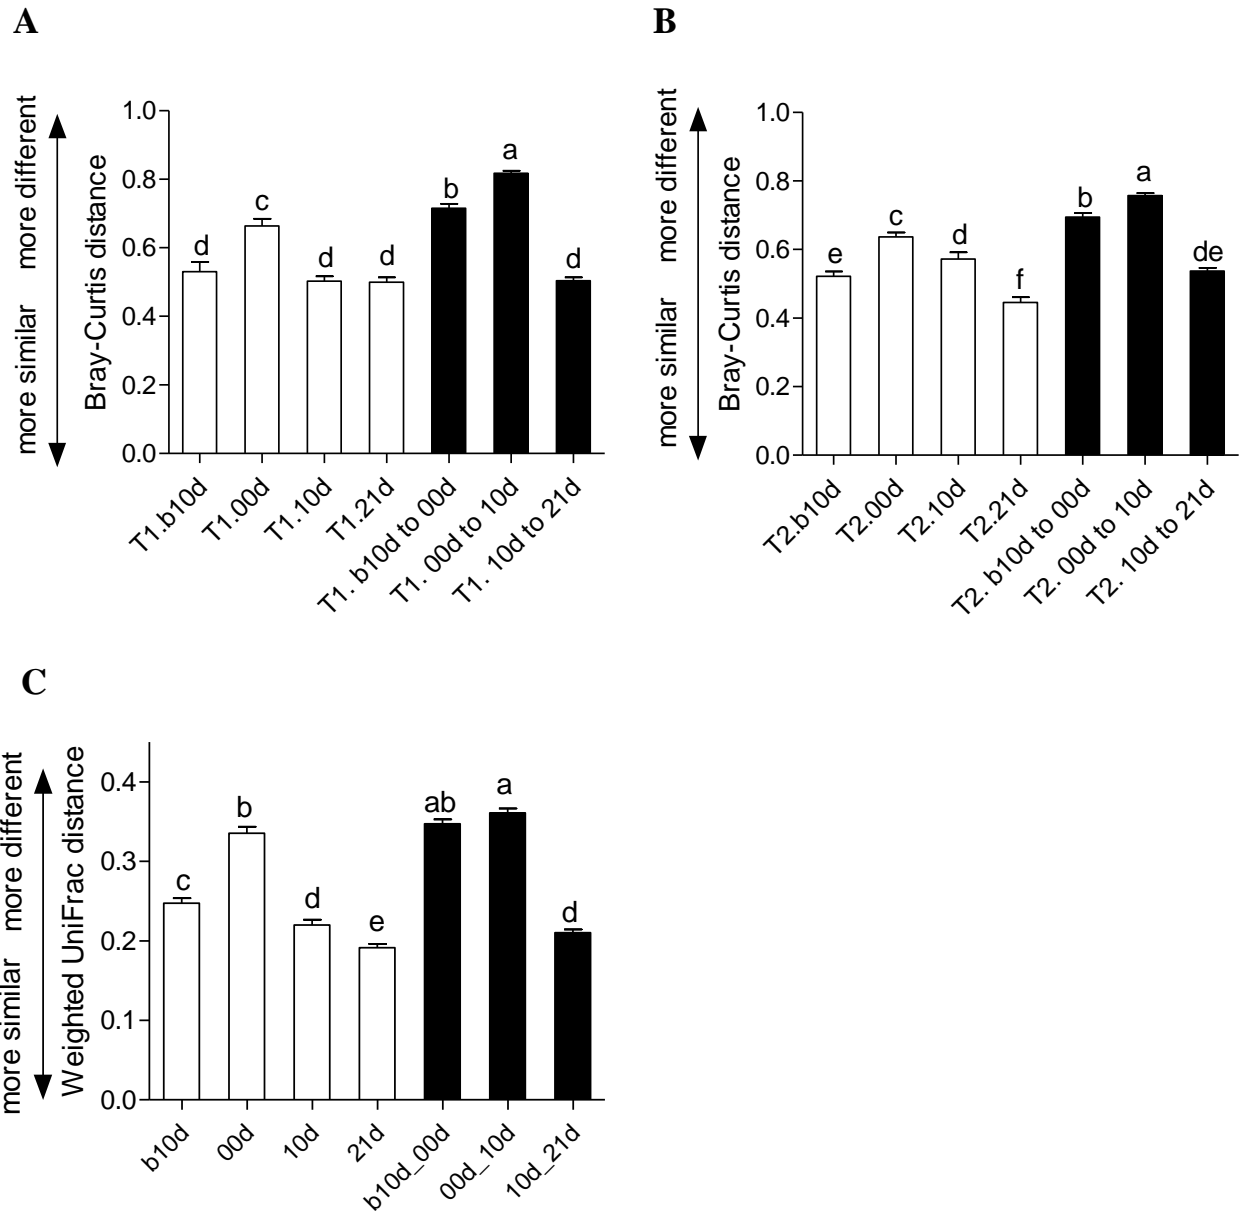 A
more similar more different
Bray-Curtis distance
1.0
0.8
0.6
0.4
0.2
0.0
d
c
d
d
b
a
d
T1.b10d
T1.00d
T1.10d
T1.21d
T1. b10d to 00d
T1. 00d to 10d
T1. 10d to 21d
B
more similar more different
Bray-Curtis distance
1.0
0.8
0.6
0.4
0.2
0.0
e
c
d
f
b
a
de
T2.b10d
T2.00d
T2.10d
T2.21d
T2. b10d to 00d
T2. 00d to 10d
T2. 10d to 21d
C
more similar more different
Weighted UniFrac distance
0.4
0.3
0.2
0.1
0.0
c
b
d
e
ab
a
d
b10d
00d
10d
21d
b10d_00d
00d_10d
10d_21d